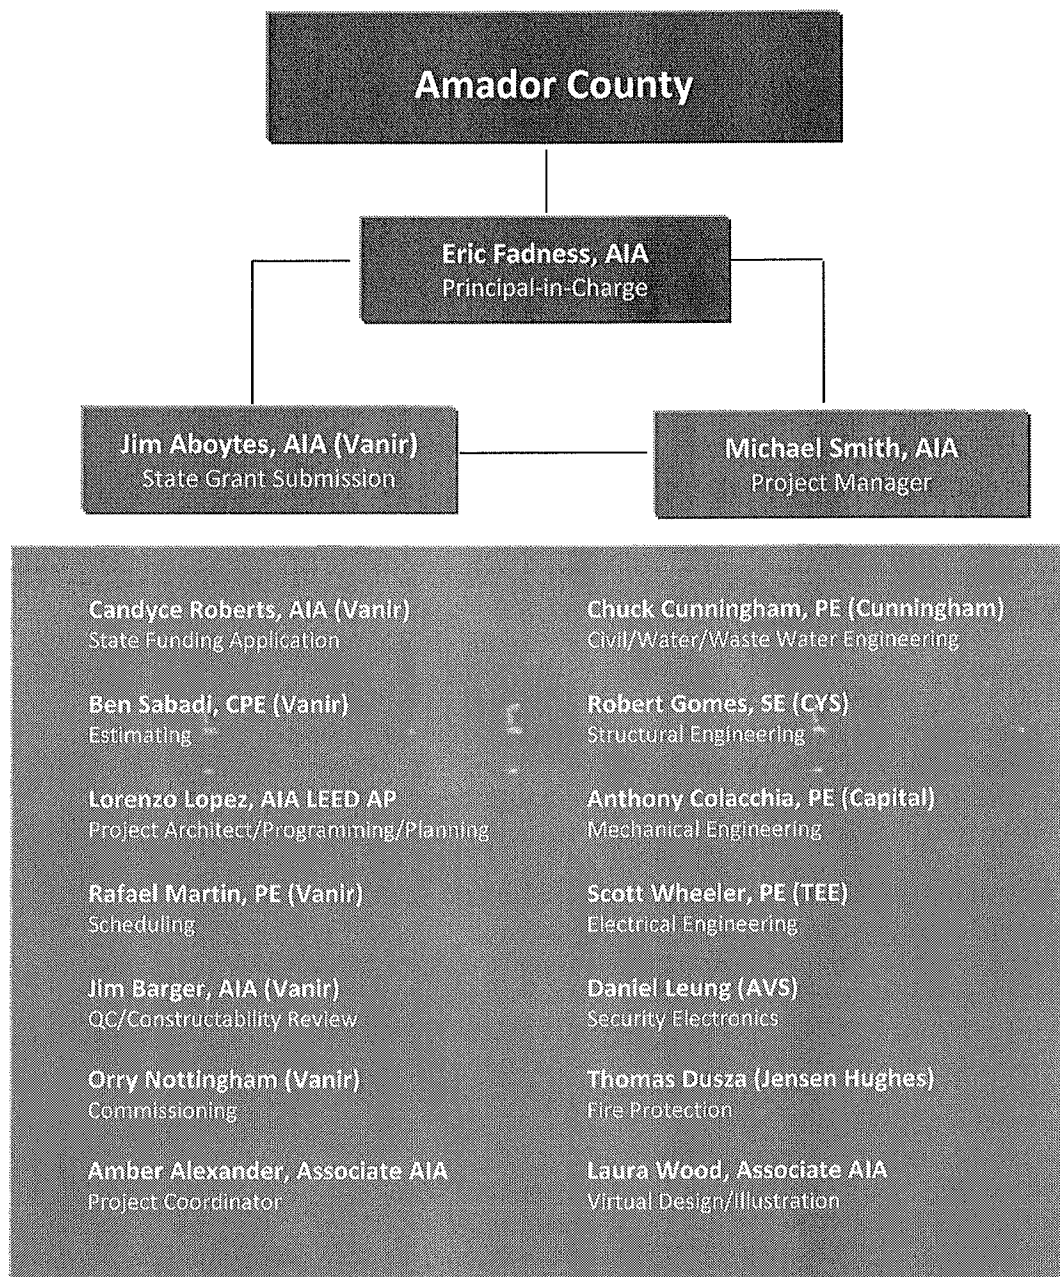 Amador County
Eric Fadness, AIA
Principal-in-Charge
Jim Aboytes, AIA (Vanir)
State Grant Submission
Michael Smith, AIA
Project Manager
Candyce Roberts, AIA (Vanir)
State Funding Application
Ben Sabadi, CPE (Vanir)
Estimating
Lorenzo Lopez, AIA LEED AP
Project Architect/Programming/Planning
Rafael Martin, PE (Vanir)
Scheduling
Jim Barger, AIA (Vanir)
QC/Constructability Review
Orry Nottingham (Vanir)
Commissioning
Amber Alexander, Associate AIA
Project Coordinator
Chuck Cunningham, PE (Cunningham)
Civil/Water/Waste Water Engineering
Robert Gomes, SE (CYS)
Structural Engineering
Anthony Colacchia, PE (Capital)
Mechanical Engineering
Scott Wheeler, PE (TEE)
Electrical Engineering
Daniel Leung (AVS)
Security Electronics
Thomas Dusza (Jensen Hughes)
Fire Protection
Laura Wood, Associate AIA
Virtual Design/Illustration